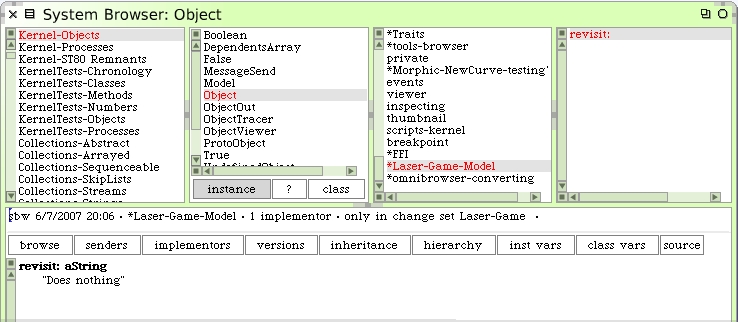 System Browser: Object
Kernel-Objects
Kernel-Processes
Kernel-ST80 Remnants
KernelTests-Chronology
KernelTests-Classes
KernelTests-Methods
KernelTests-Numbers
KernelTests-Objects
KernelTests-Processes
Collections-Abstract
Collections-Arrayed
Collections-Sequenceable
Collections-SkipLists
Collections-Streams
Collections-Strings
Boolean
DependentsArray
False
MessageSend
Model
Object
ObjectOut
ObjectTracer
ObjectViewer
ProtoObject
True
UndefinedObject
instance ? class
*Traits
*tools-browser
private
*Morphic-NewCurve-testing'
events
viewer
inspecting
thumbnail
scripts-kernel
breakpoint
*FFI
*Laser-Game-Model
*omnibrowser-converting
revisit:
sbw 6/7/2007 20:06 · *Laser-Game-Model · 1 implementor · only in change set Laser-Game ·
browse senders implementors versions inheritance hierarchy inst vars class vars source
revisit: aString
"Does nothing"